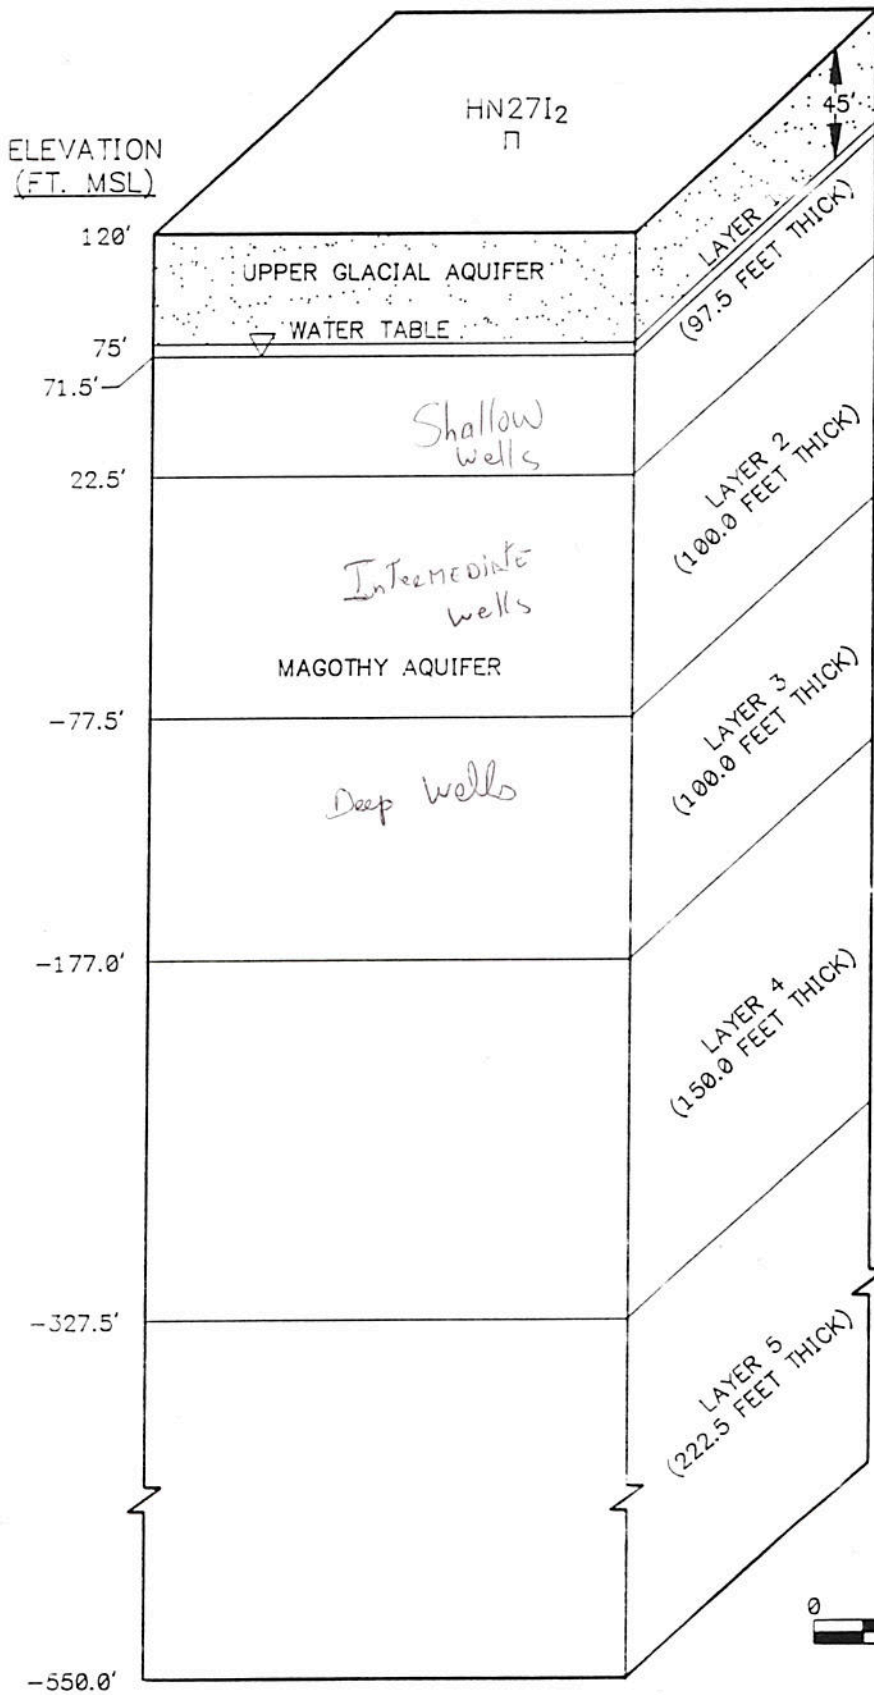 HN27I2
45'
ELEVATION
(FT. MSL)
120'
UPPER GLACIAL AQUIFER
LAYER 1
(97.5 FEET THICK)
WATER TABLE
75'
71.5'
Shallow
wells
22.5'
LAYER 2
(100.0 FEET THICK)
Intermediate
wells
MAGOTHY AQUIFER
-77.5'
LAYER 3
(100.0 FEET THICK)
Deep Wells
-177.0'
LAYER 4
(150.0 FEET THICK)
-327.5'
LAYER 5
(222.5 FEET THICK)
0
-550.0'